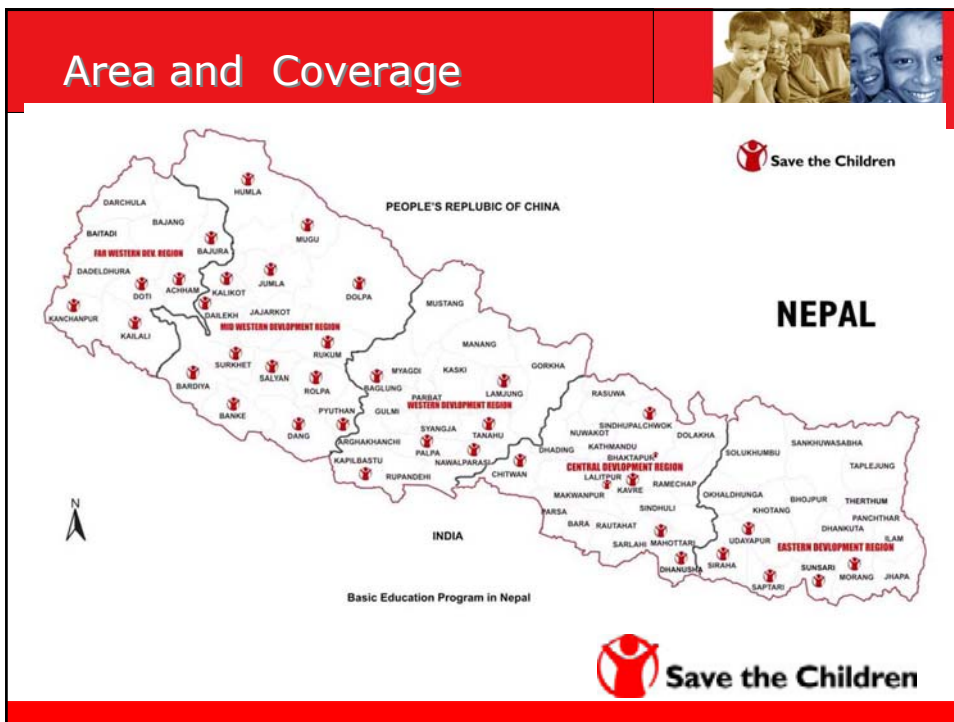 Area and Coverage
Save the Children
HUMLA
DARCHULA
PEOPLE'S REPLUBIC OF CHINA
BAJANG
BAITADI
MUGU
FAR WESTERN DEV. REGION
BAJURA
DADELDHURA
JUMLA
ACHHAM
KALIKOT
DOTI
DOLPA
MUSTANG
DAILEKH
JAJARKOT
KANCHANPUR
NEPAL
MID WESTERN DEVLOPMENT REGION
KAILALI
MANANG
RUKUM
SURKHET
GORKHA
MYAGDI
KASKI
SALYAN
BARDIYA
ROLPA
BAGLUNG
LAMJUNG
RASUWA
PARBAT
WESTERN DEVLOPMENT REGION
BANKE
PYUTHAN
GULMI
SINDHUPALCHWOK
SYANGJA
NUWAKOT
DOLAKHA
DANG
TANAHU
ARGHAKHANCHI
KATHMANDU
SANKHUWASABHA
DHADING
PALPA
SOLUKHUMBU
BHAKTAPUR
KAPILBASTU
NAWALPARASI
CHITWAN
CENTRAL DEVLOPMENT REGION
TAPLEJUNG
RUPANDEHI
LALITPUR
KAVRE
RAMECHAP
MAKWANPUR
OKHALDHUNGA
BHOJPUR
THERTHUM
SINDHULI
KHOTANG
PARSA
PANCHTHAR
BARA
RAUTAHAT
DHANKUTA
N
INDIA
UDAYAPUR
ILAM
SARLAHI
MAHOTTARI
EASTERN DEVLOPMENT REGION
SIRAHA
DHANUSHA
SUNSARI
MORANG
JHAPA
SAPTARI
Basic Education Program in Nepal
Save the Children